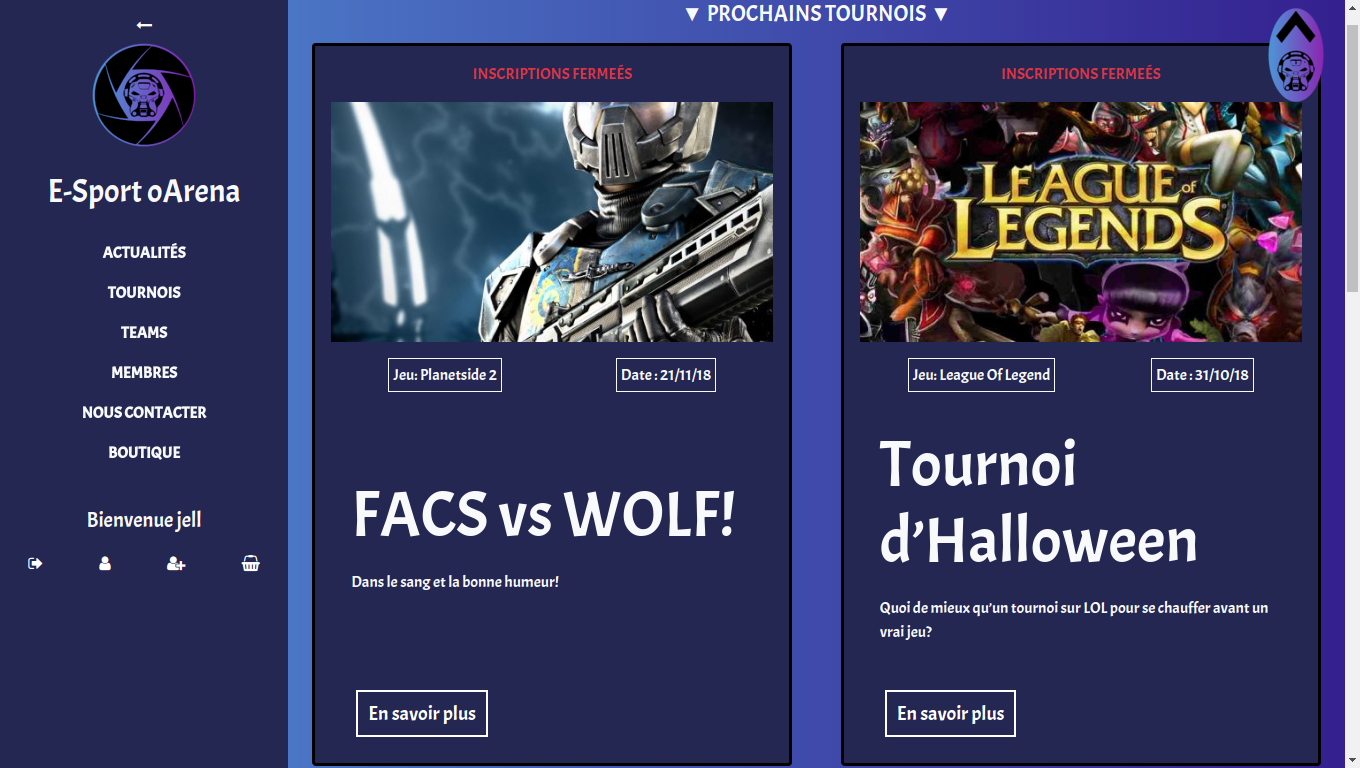 E-Sport oArena
ACTUALITÉS
TOURNOIS
TEAMS
MEMBRES
NOUS CONTACTER
BOUTIQUE
Bienvenue jell
▼ PROCHAINS TOURNOIS ▼
INSCRIPTIONS FERMEÉS
Jeu: Planetside 2
Date : 21/11/18
FACS vs WOLF!
Dans le sang et la bonne humeur!
En savoir plus
INSCRIPTIONS FERMEÉS
LEAGUE OF
LEGENDS
Jeu: League Of Legend
Date : 31/10/18
Tournoi
d’Halloween
Quoi de mieux qu’un tournoi sur LOL pour se chauffer avant un
vrai jeu?
En savoir plus